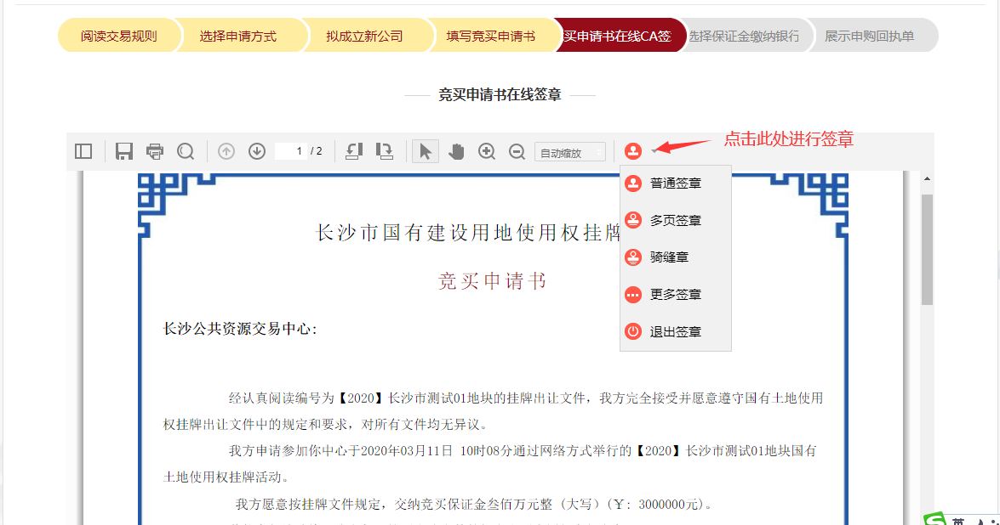 阅读交易规则 选择申请方式 拟成立新公司 填写竞买申请书 买申请书在线CA签 选择保证金缴纳银行 展示申购回执单
竞买申请书在线签章
点击此处进行签章
1 / 2 自动缩放
普通签章
多页签章
骑缝章
更多签章
退出签章
长沙市国有建设用地使用权挂牌
竞买申请书
长沙公共资源交易中心:
经认真阅读编号为【2020】长沙市测试01地块的挂牌出让文件，我方完全接受并愿意遵守国有土地使用
权挂牌出让文件中的规定和要求，对所有文件均无异议。
我方申请参加你中心于2020年03月11日 10时08分通过网络方式举行的【2020】长沙市测试01地块国有
土地使用权挂牌活动。
我方愿意按挂牌文件规定，交纳竞买保证金叁佰万元整（大写）(￥: 3000000元)。
英